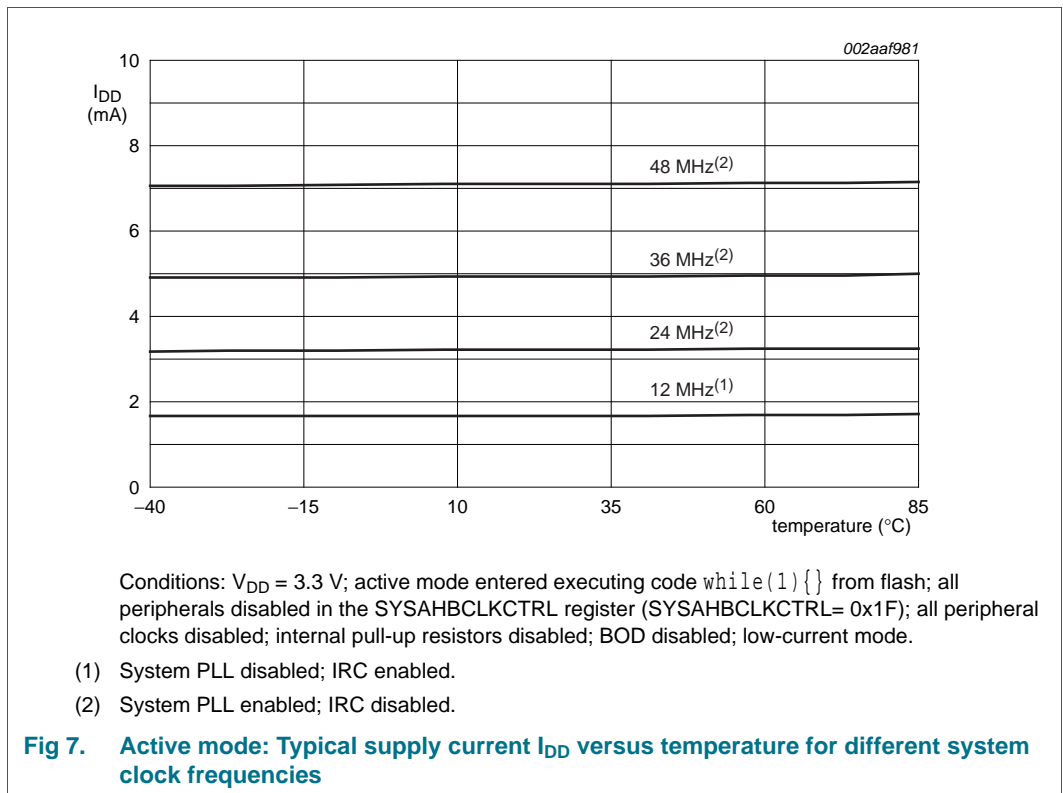 002aaf981
10
I_DD
(mA)
8
48 MHz(2)
6
36 MHz(2)
4
24 MHz(2)
12 MHz(1)
2
0
−40 −15 10 35 60 85
temperature (°C)
Conditions: V_DD = 3.3 V; active mode entered executing code while(1){} from flash; all
peripherals disabled in the SYSAHBCLKCTRL register (SYSAHBCLKCTRL= 0x1F); all peripheral
clocks disabled; internal pull-up resistors disabled; BOD disabled; low-current mode.
(1) System PLL disabled; IRC enabled.
(2) System PLL enabled; IRC disabled.
Fig 7. Active mode: Typical supply current I_DD versus temperature for different system
clock frequencies